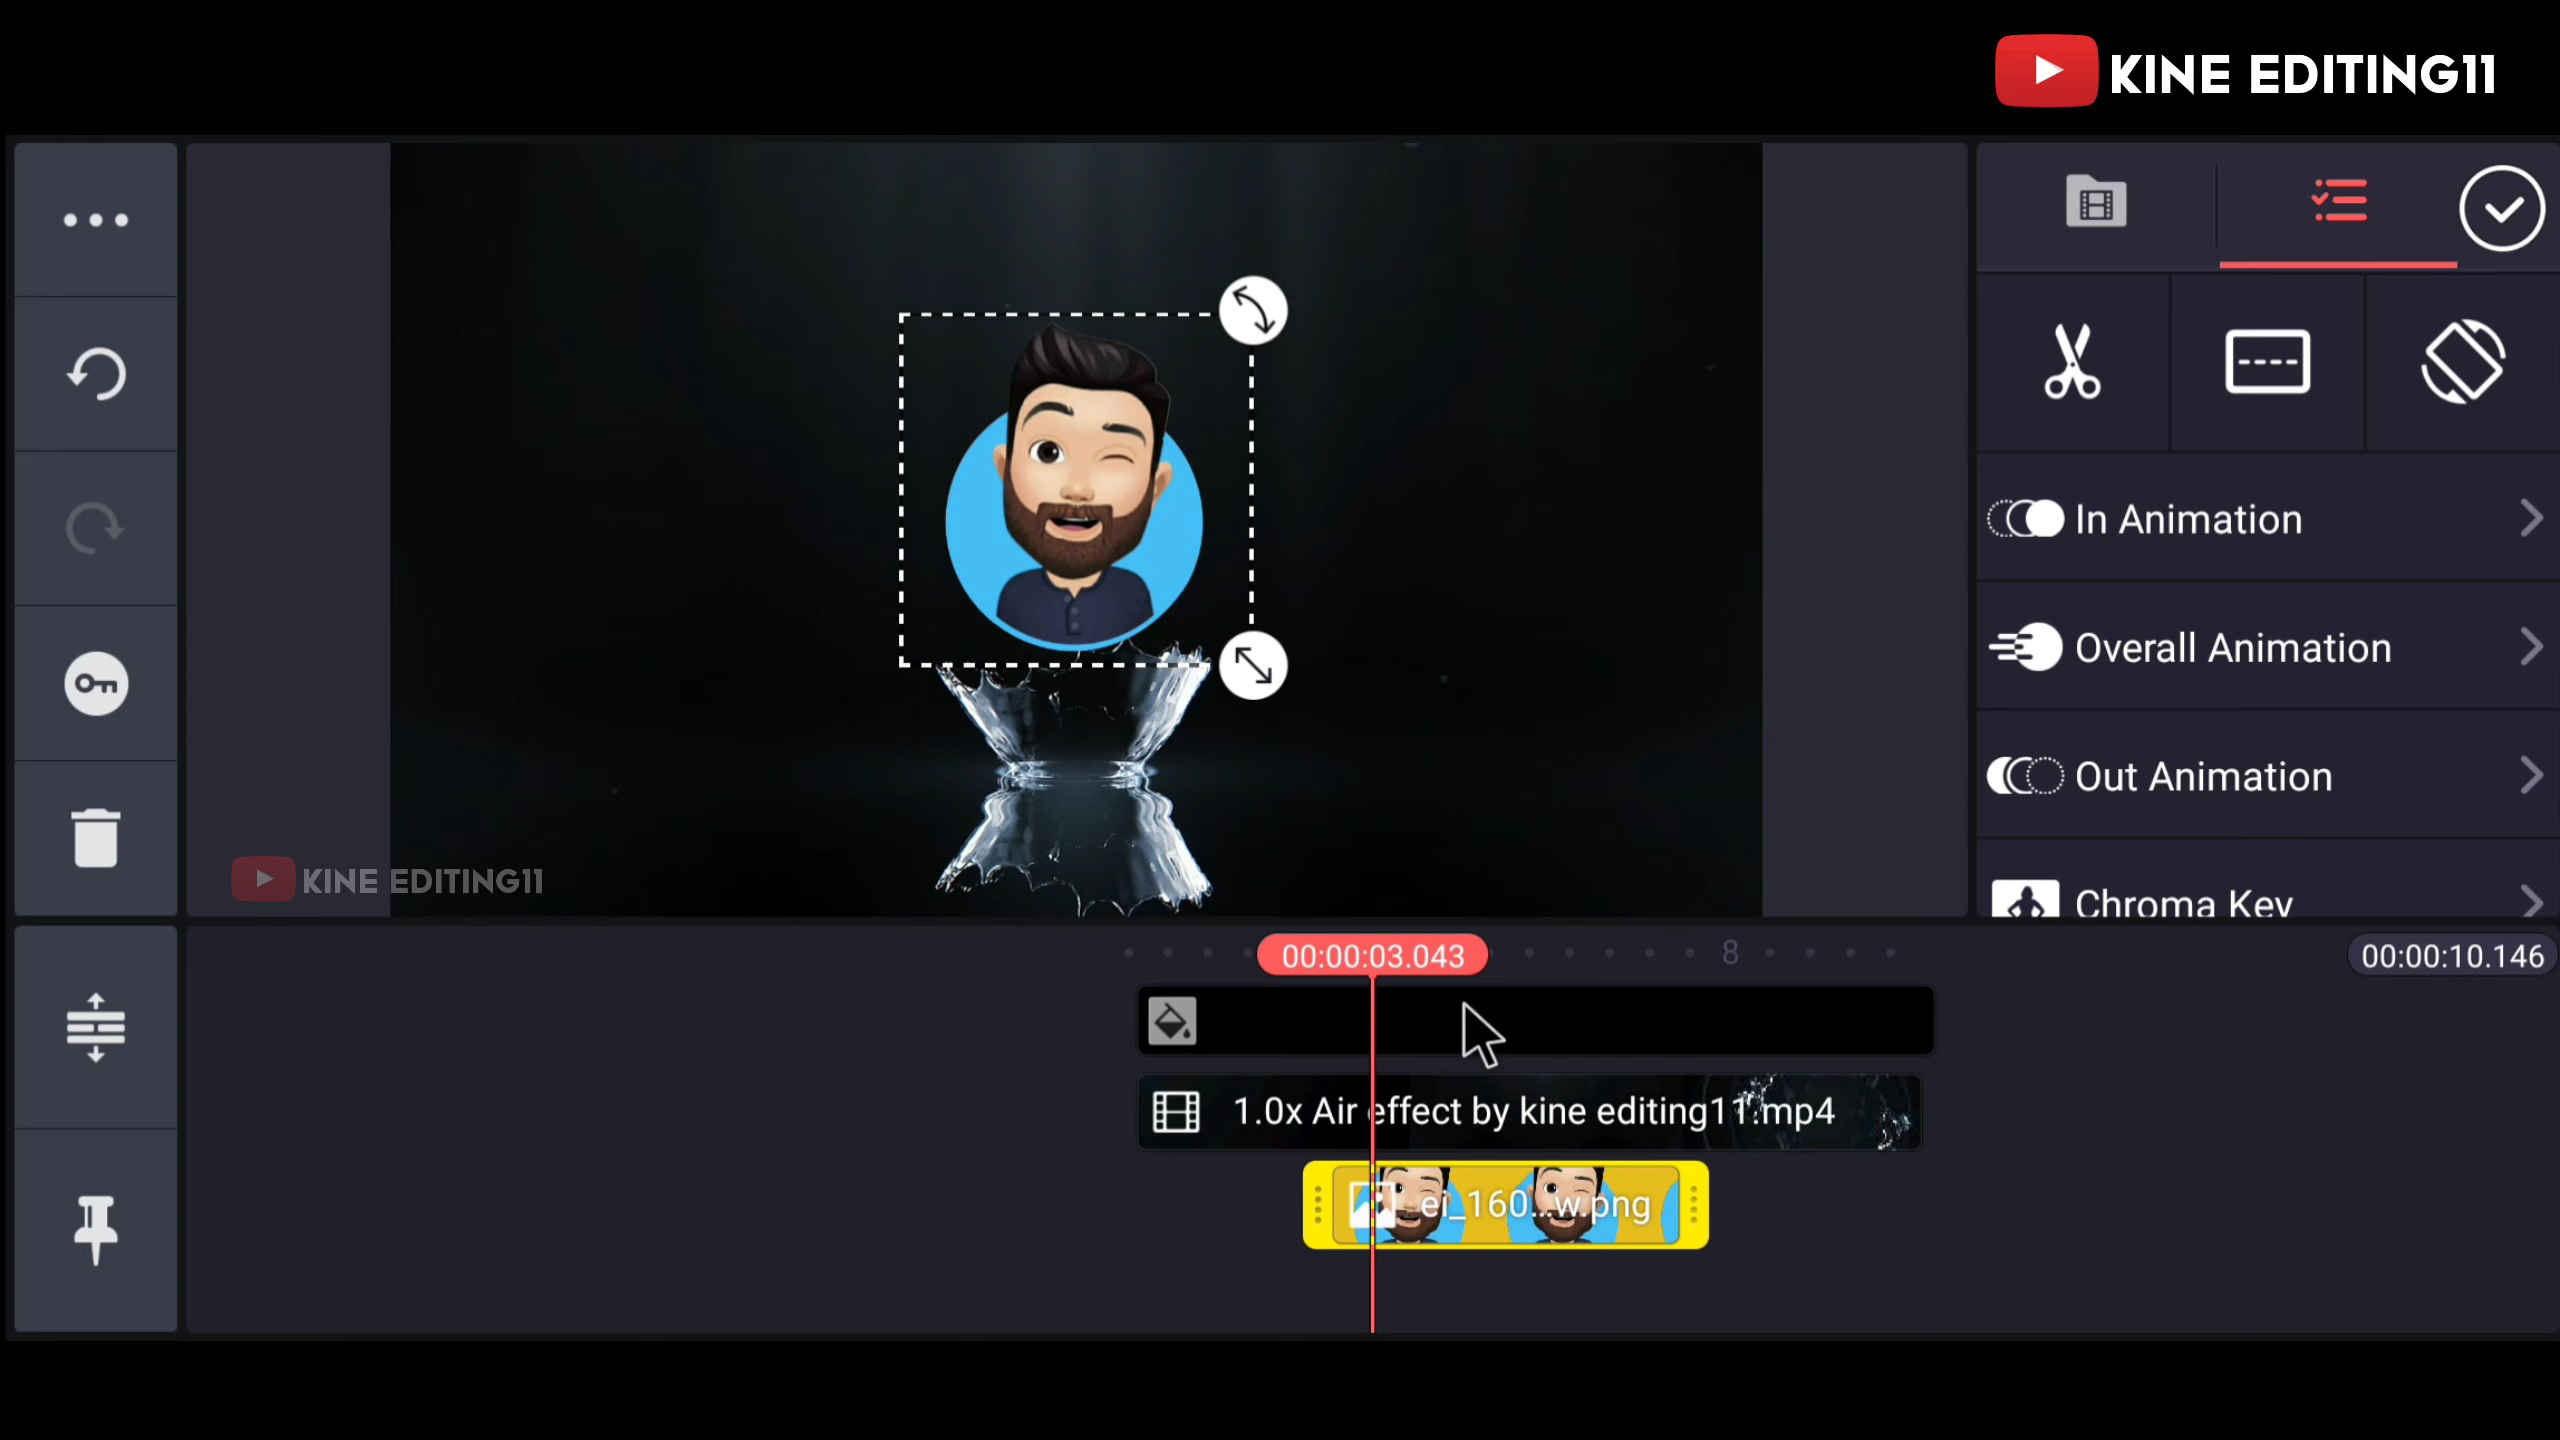 KINE EDITING11
In Animation
Overall Animation
Out Animation
Chroma Key
KINE EDITING11
00:00:03.043
8
00:00:10.146
1.0x Air effect by kine editing11.mp4
ei_160...w.png